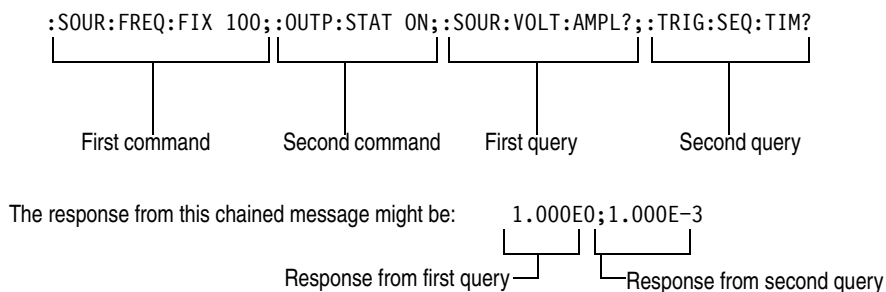 :SOUR:FREQ:FIX 100;:OUTP:STAT ON;:SOUR:VOLT:AMPL?;:TRIG:SEQ:TIM?
First command Second command First query Second query
The response from this chained message might be: 1.000E0;1.000E-3
Response from first query Response from second query